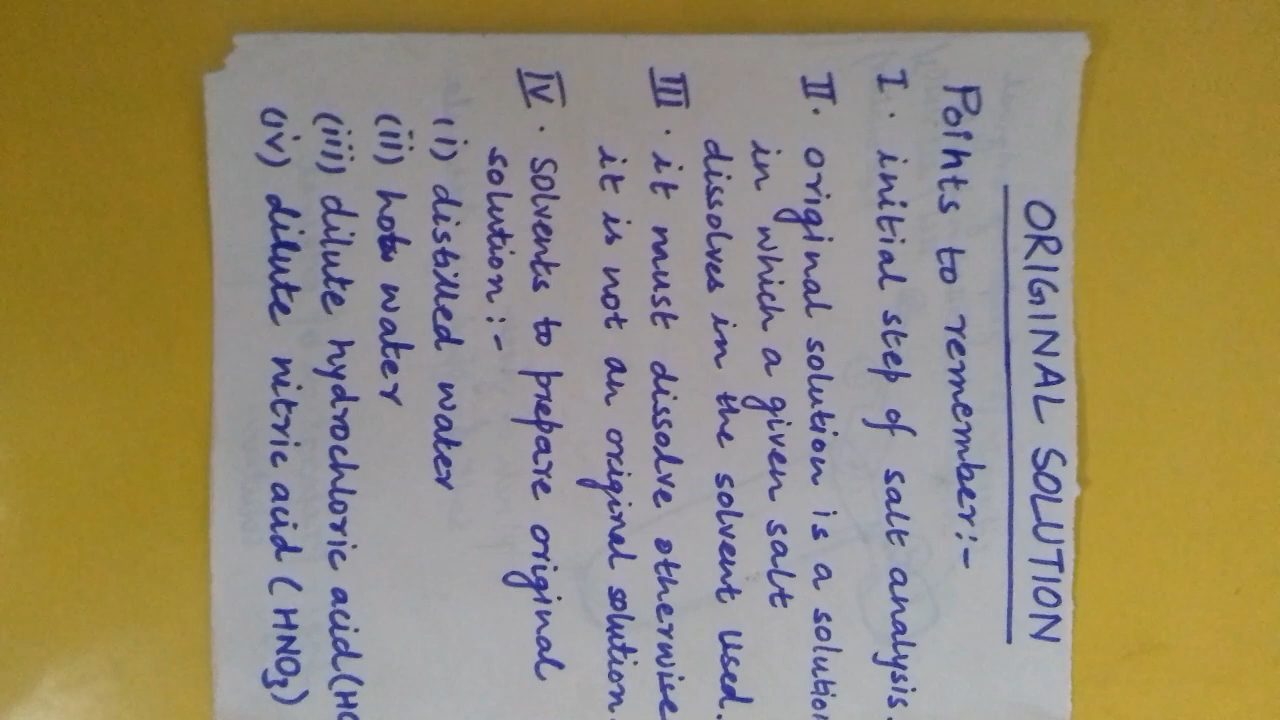 ORIGINAL SOLUTION
Points to remember:-
I. initial step of salt analysis.
II. original solution is a solution
in which a given salt
dissolves in the solvent used.
III. it must dissolve otherwise
it is not an original solution.
IV. solvents to prepare original
solution:-
(i) distilled water
(ii) hot water
(iii) dilute hydrochloric acid (HC
(iv) dilute nitric acid (HNO3)